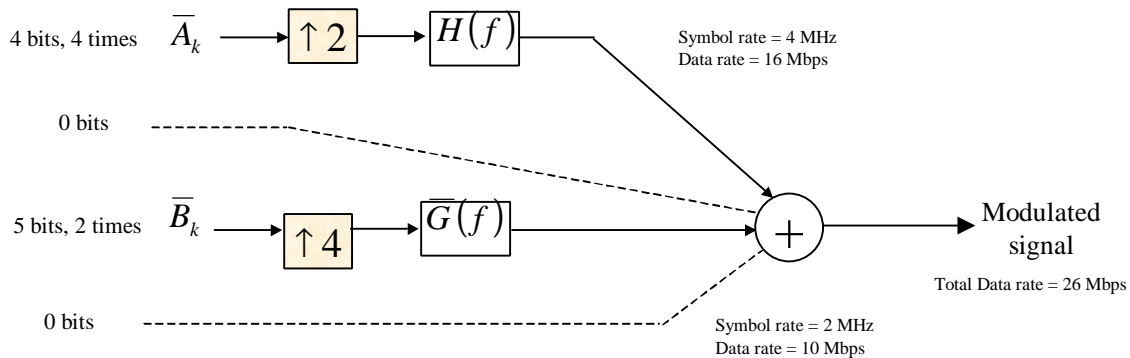 4 bits, 4 times
A̅ₖ
↑ 2
H̅(f)
Symbol rate = 4 MHz
Data rate = 16 Mbps
0 bits
5 bits, 2 times
B̅ₖ
↑ 4
G̿(f)
+
Modulated
signal
Total Data rate = 26 Mbps
0 bits
Symbol rate = 2 MHz
Data rate = 10 Mbps